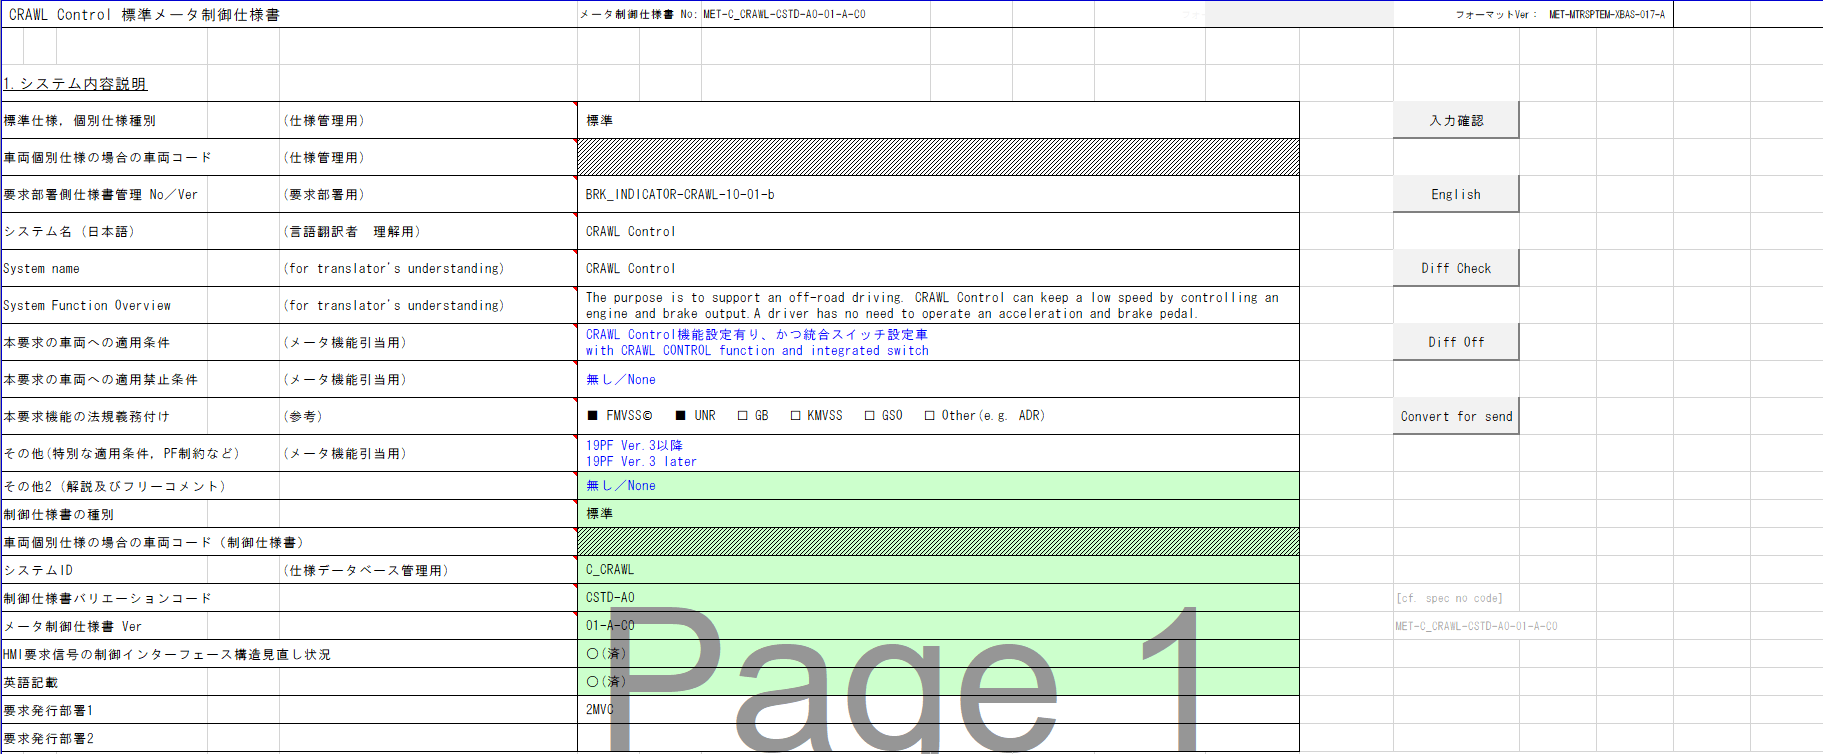 CRAWL Control 標準メータ制御仕様書 メータ制御仕様書 No: MET-C_CRAWL-CSTD-A0-01-A-C0 フォーマットVer： MET-MTRSPTEM-XBAS-017-A
1.システム内容説明
標準仕様，個別仕様種別 (仕様管理用) 標準 入力確認
車両個別仕様の場合の車両コード (仕様管理用)
要求部署側仕様書管理 No／Ver (要求部署用) BRK_INDICATOR-CRAWL-10-01-b English
システム名（日本語） (言語翻訳者　理解用) CRAWL Control
System name (for translator's understanding) CRAWL Control Diff Check
System Function Overview (for translator's understanding) The purpose is to support an off-road driving. CRAWL Control can keep a low speed by controlling an
engine and brake output.A driver has no need to operate an acceleration and brake pedal.
本要求の車両への適用条件 (メータ機能引当用) CRAWL Control機能設定有り、かつ統合スイッチ設定車
with CRAWL CONTROL function and integrated switch Diff Off
本要求の車両への適用禁止条件 (メータ機能引当用) 無し／None
本要求機能の法規義務付け (参考) ■ FMVSS© ■ UNR □ GB □ KMVSS □ GSO □ Other(e.g. ADR) Convert for send
その他(特別な適用条件，PF制約など) (メータ機能引当用) 19PF Ver.3以降
19PF Ver.3 later
その他2（解説及びフリーコメント） 無し／None
制御仕様書の種別 標準
車両個別仕様の場合の車両コード（制御仕様書）
システムID (仕様データベース管理用) C_CRAWL
制御仕様書バリエーションコード CSTD-A0 [cf. spec no code]
メータ制御仕様書 Ver 01-A-C0 MET-C_CRAWL-CSTD-A0-01-A-C0
HMI要求信号の制御インターフェース構造見直し状況 ○(済)
英語記載 ○(済)
要求発行部署1 2MVC
要求発行部署2
Page 1